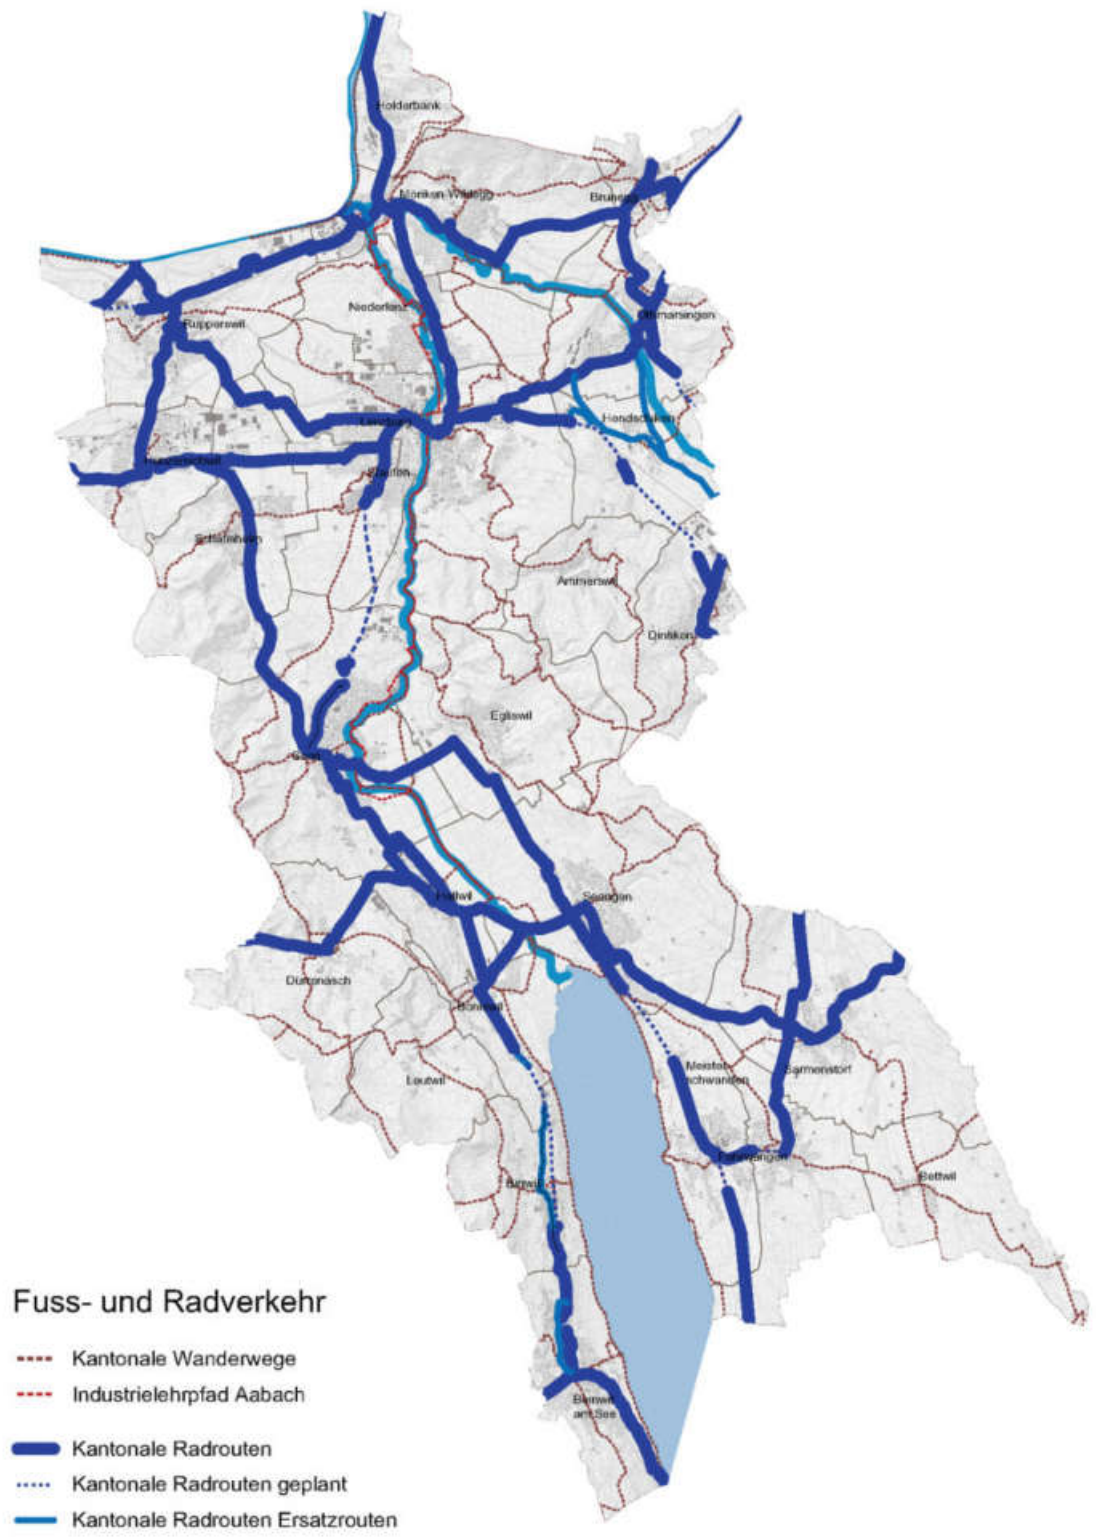 Holderbank
Möriken-Wildegg
Brunegg
Niederlenz
Othmarsingen
Rupperswil
Lenzburg
Hendschiken
Hunzenschwil
Staufen
Schafisheim
Ammerswil
Dintikon
Egliswil
Seon
Hallwil
Seengen
Dürrenäsch
Boniswil
Leutwil
Meister-
schwanden
Sarmenstorf
Fahrwangen
Bettwil
Birrwil
Beinwil
am See
Fuss- und Radverkehr
Kantonale Wanderwege
Industrielehrpfad Aabach
Kantonale Radrouten
Kantonale Radrouten geplant
Kantonale Radrouten Ersatzrouten